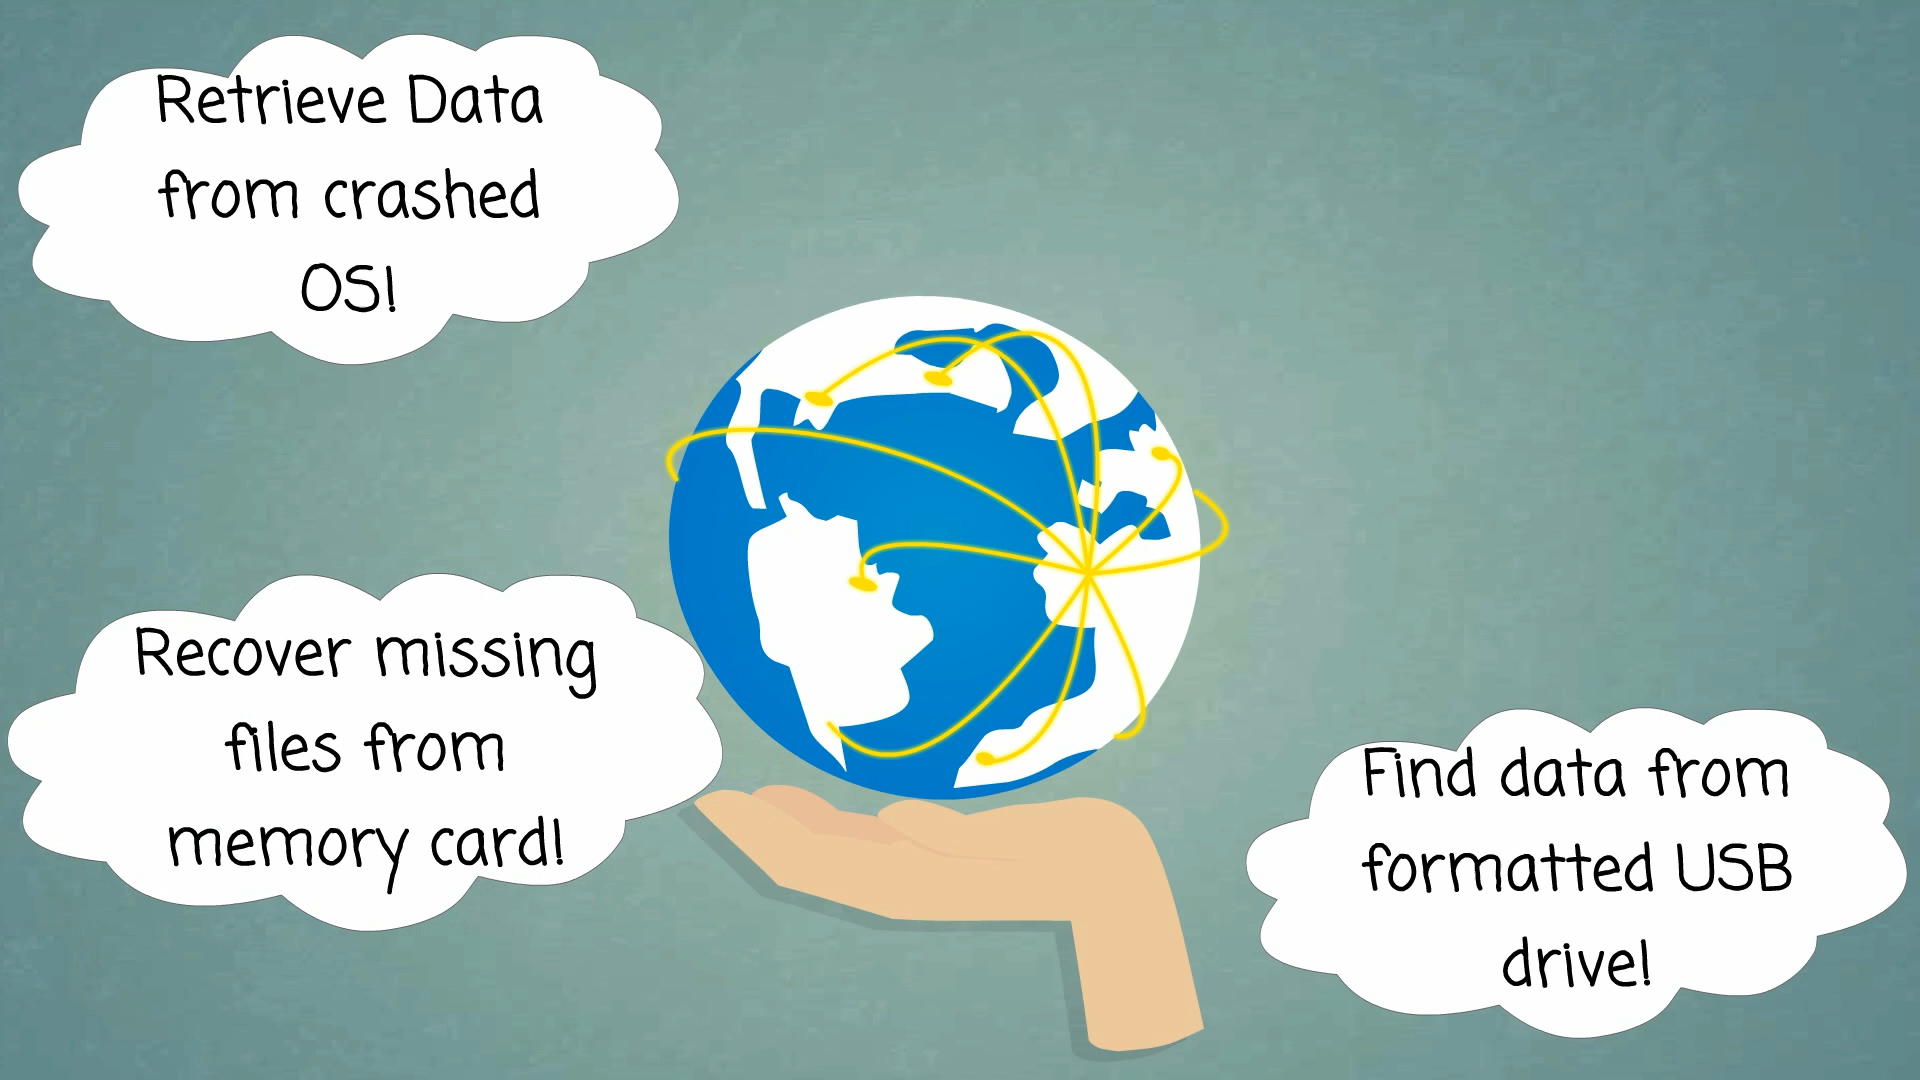 Retrieve Data
from crashed
OS!
Recover missing
files from
memory card!
Find data from
formatted USB
drive!